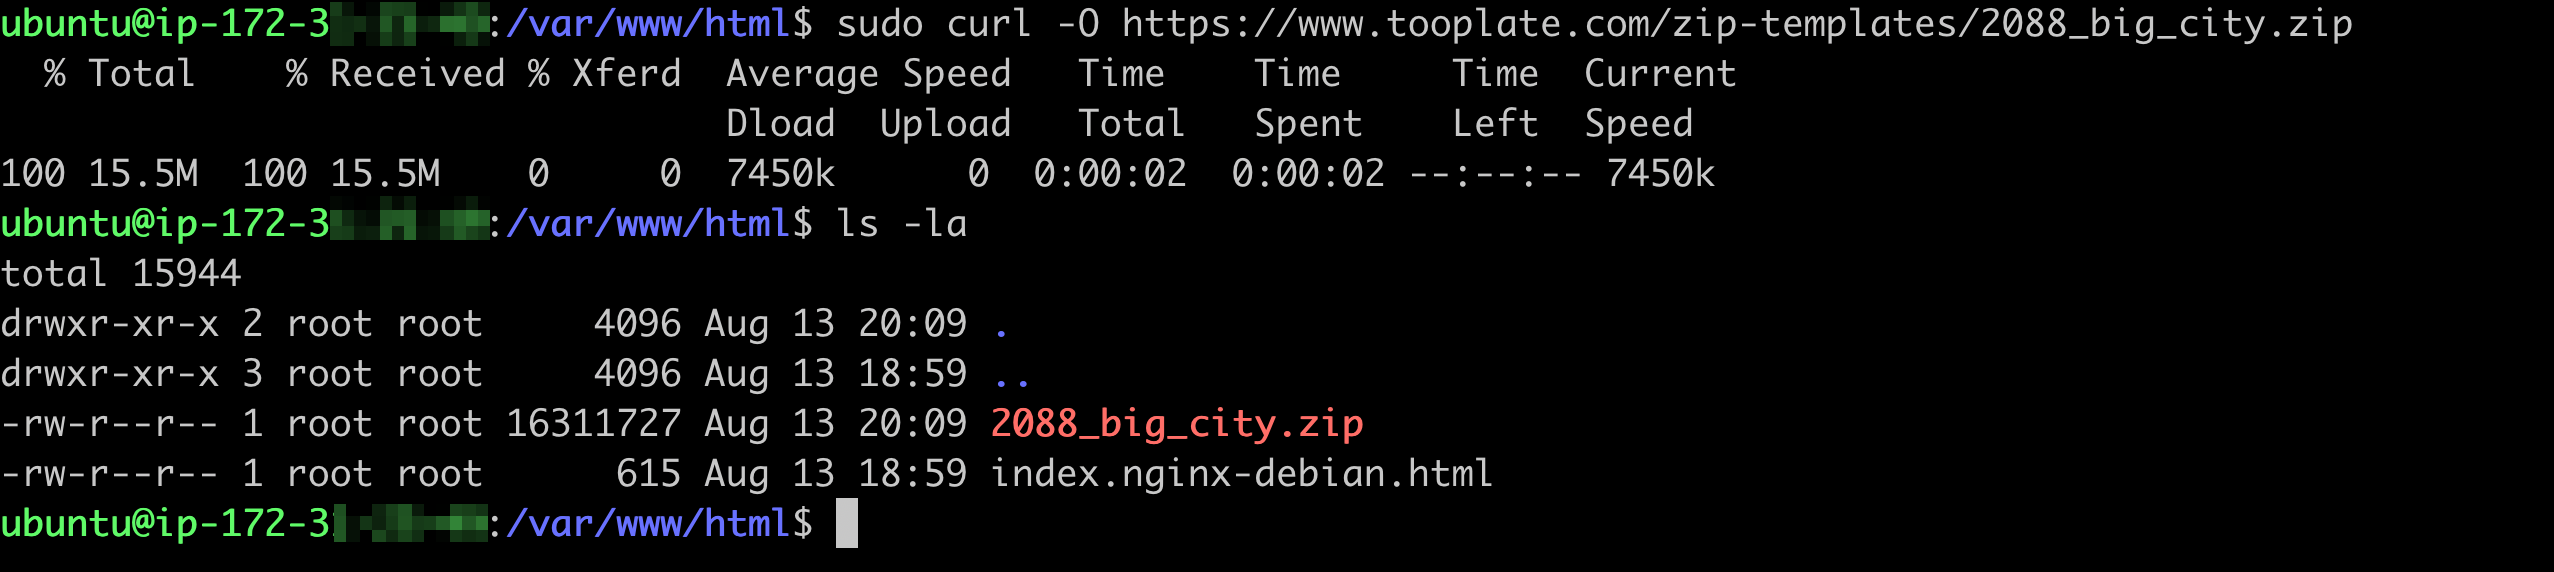 ubuntu@ip-172-3:/var/www/html$ sudo curl -O https://www.tooplate.com/zip-templates/2088_big_city.zip
% Total % Received % Xferd Average Speed Time Time Time Current
Dload Upload Total Spent Left Speed
100 15.5M 100 15.5M 0 0 7450k 0 0:00:02 0:00:02 --:--:-- 7450k
ubuntu@ip-172-3:/var/www/html$ ls -la
total 15944
drwxr-xr-x 2 root root 4096 Aug 13 20:09 .
drwxr-xr-x 3 root root 4096 Aug 13 18:59 ..
-rw-r--r-- 1 root root 16311727 Aug 13 20:09 2088_big_city.zip
-rw-r--r-- 1 root root 615 Aug 13 18:59 index.nginx-debian.html
ubuntu@ip-172-3:/var/www/html$